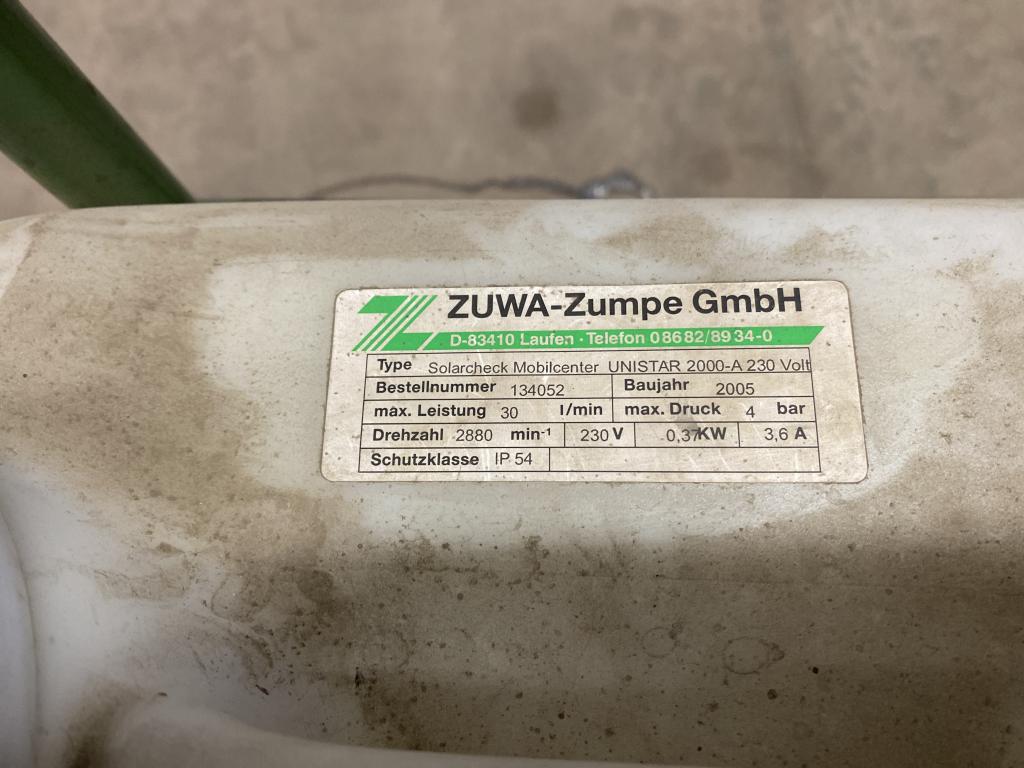 ZUWA-Zumpe GmbH
D-83410 Laufen · Telefon 08682/8934-0
Type Solarcheck Mobilcenter UNISTAR 2000-A 230 Volt
Bestellnummer 134052 Baujahr 2005
max. Leistung 30 l/min max. Druck 4 bar
Drehzahl 2880 min-1 230 V 0,37 KW 3,6 A
Schutzklasse IP 54